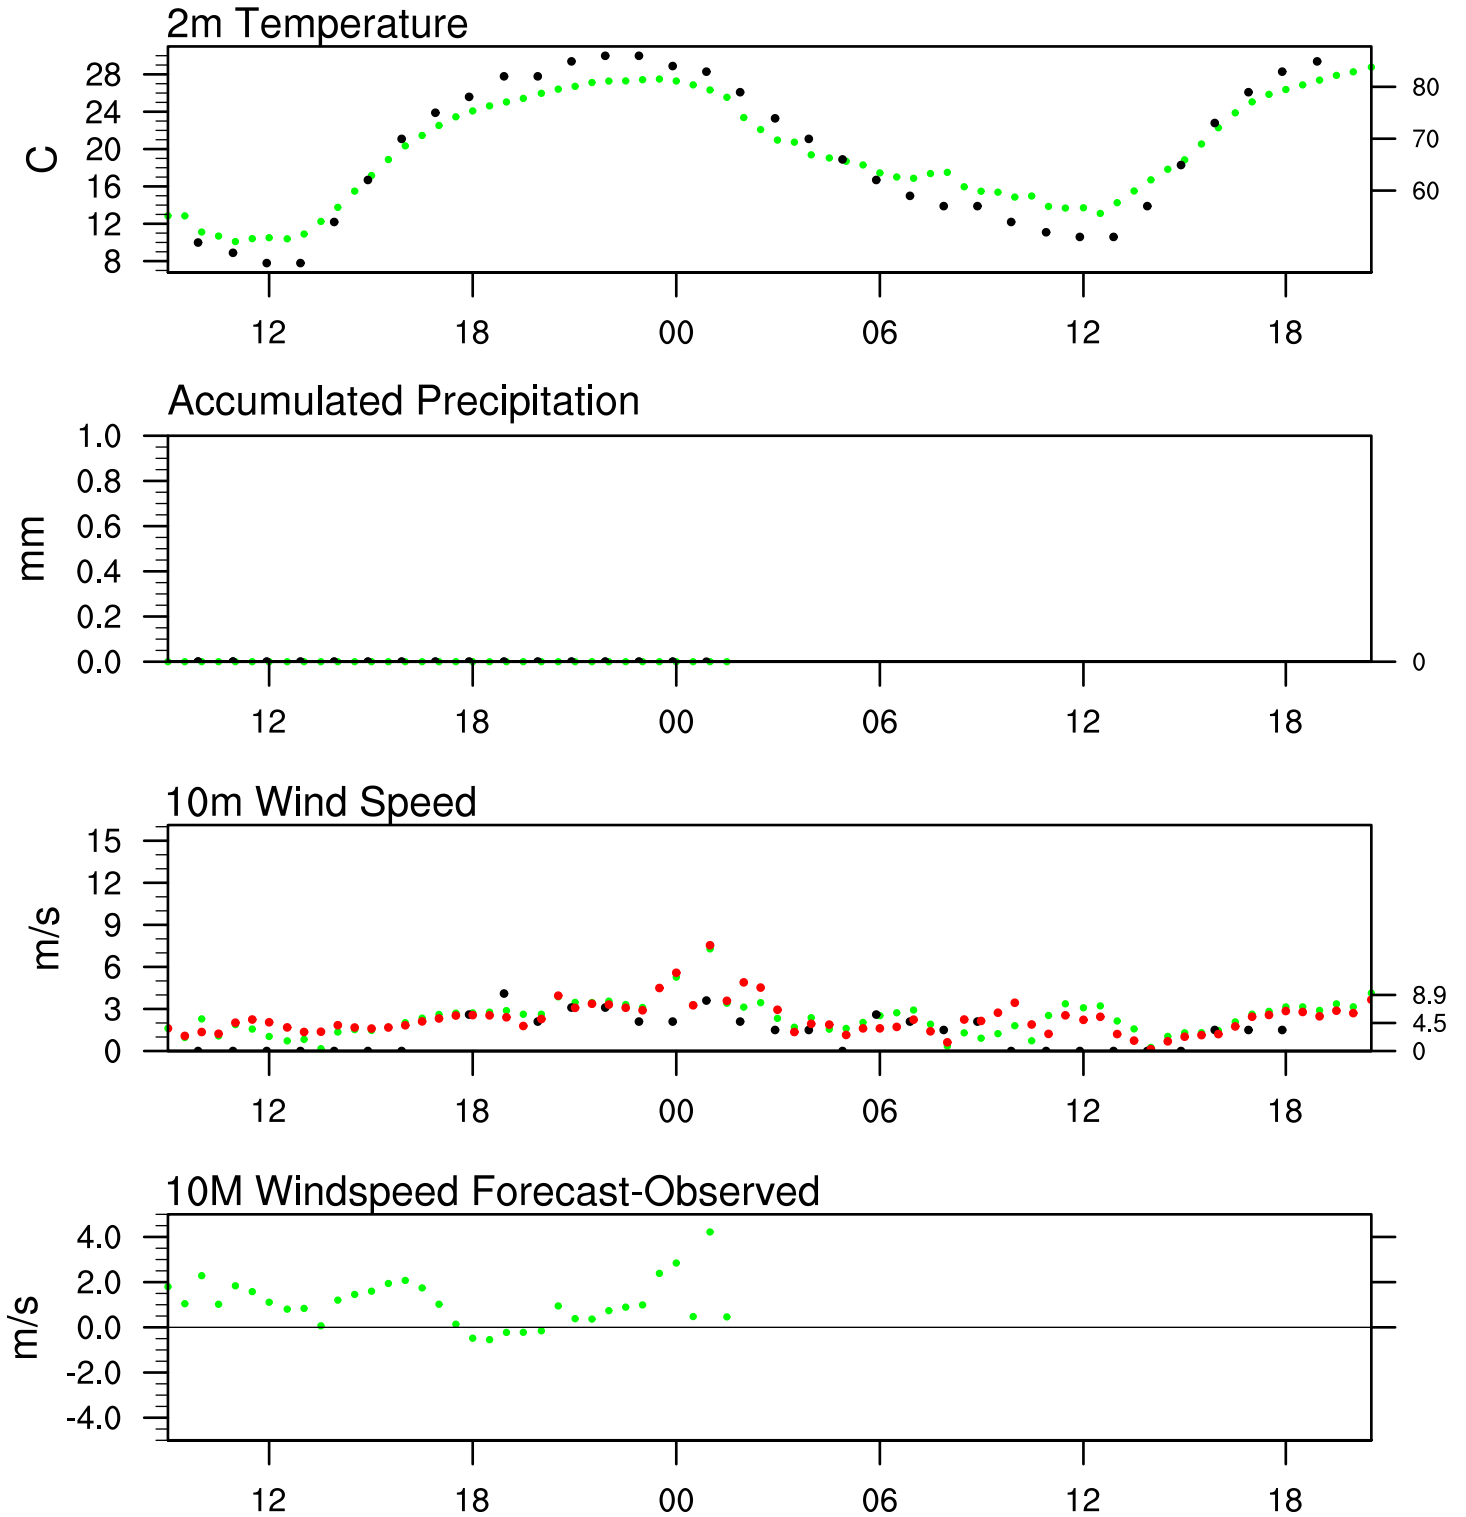 2m Temperature
C
28
24
20
16
12
8
80
70
60
12 18 00 06 12 18
Accumulated Precipitation
mm
1.0
0.8
0.6
0.4
0.2
0.0
0
12 18 00 06 12 18
10m Wind Speed
m/s
15
12
9
6
3
0
8.9
4.5
0
12 18 00 06 12 18
10M Windspeed Forecast-Observed
m/s
4.0
2.0
0.0
-2.0
-4.0
12 18 00 06 12 18